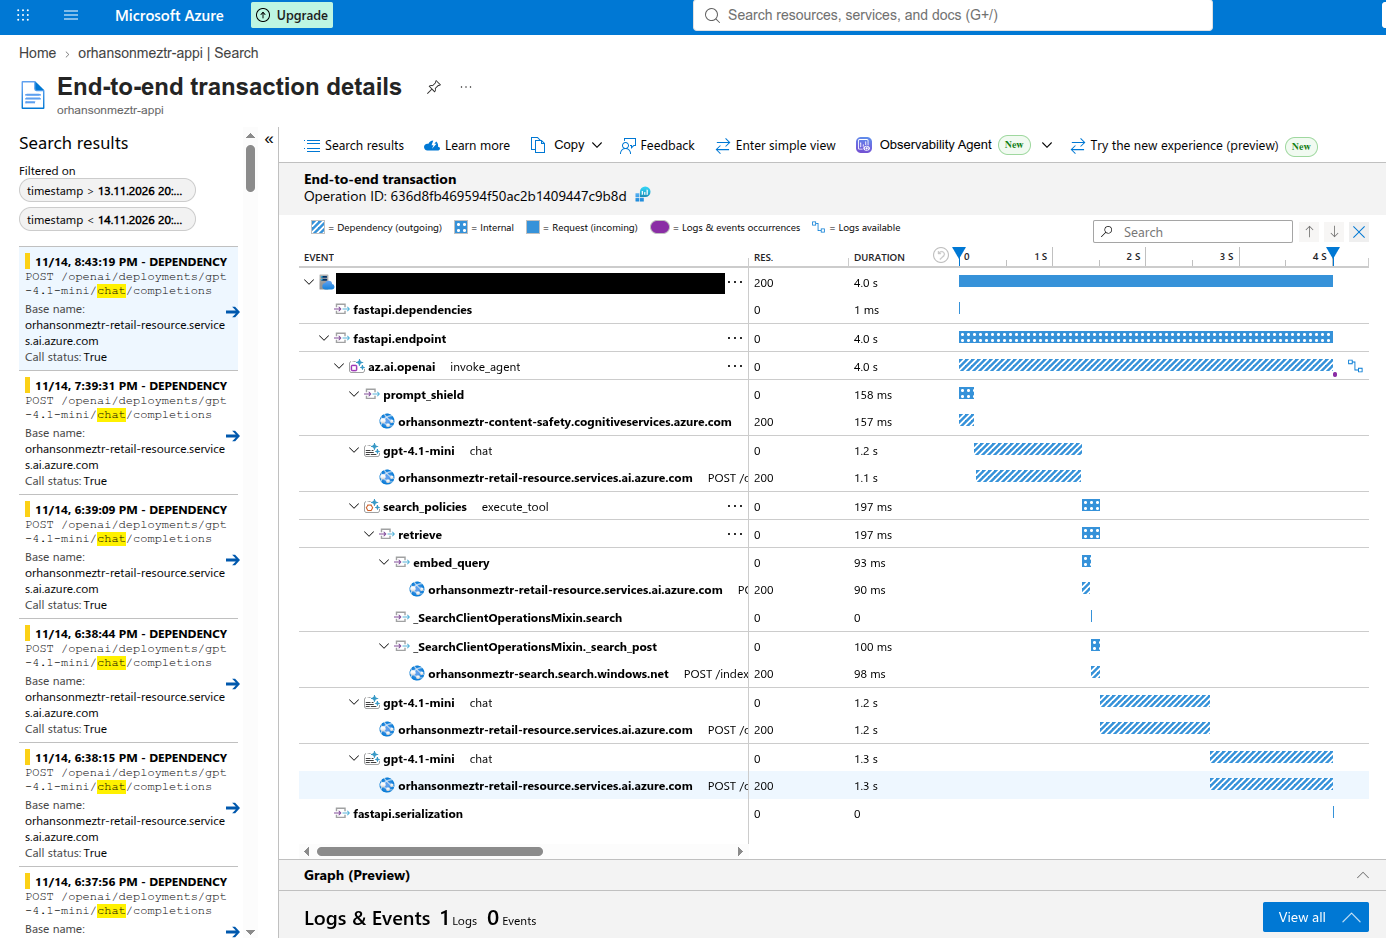 Microsoft Azure
Upgrade
Search resources, services, and docs (G+/)
Home > orhansonmeztr-appi | Search
End-to-end transaction details
orhansonmeztr-appi
Search results
Filtered on
timestamp > 13.11.2026 20:...
timestamp < 14.11.2026 20:...
11/14, 8:43:19 PM - DEPENDENCY
POST /openai/deployments/gpt
-4.1-mini/chat/completions
Base name:
orhansonmeztr-retail-resource.service
s.ai.azure.com
Call status: True
11/14, 7:39:31 PM - DEPENDENCY
POST /openai/deployments/gpt
-4.1-mini/chat/completions
Base name:
orhansonmeztr-retail-resource.service
s.ai.azure.com
Call status: True
11/14, 6:39:09 PM - DEPENDENCY
POST /openai/deployments/gpt
-4.1-mini/chat/completions
Base name:
orhansonmeztr-retail-resource.service
s.ai.azure.com
Call status: True
11/14, 6:38:44 PM - DEPENDENCY
POST /openai/deployments/gpt
-4.1-mini/chat/completions
Base name:
orhansonmeztr-retail-resource.service
s.ai.azure.com
Call status: True
11/14, 6:38:15 PM - DEPENDENCY
POST /openai/deployments/gpt
-4.1-mini/chat/completions
Base name:
orhansonmeztr-retail-resource.service
s.ai.azure.com
Call status: True
11/14, 6:37:56 PM - DEPENDENCY
POST /openai/deployments/gpt
-4.1-mini/chat/completions
Base name:
Search results Learn more Copy Feedback Enter simple view Observability Agent New Try the new experience (preview) New
End-to-end transaction
Operation ID: 636d8fb469594f50ac2b1409447c9b8d
= Dependency (outgoing) = Internal = Request (incoming) = Logs & events occurrences = Logs available
Search
EVENT RES. DURATION 0 1 S 2 S 3 S 4 S
... 200 4.0 s
fastapi.dependencies 0 1 ms
fastapi.endpoint ... 0 4.0 s
az.ai.openai invoke_agent ... 0 4.0 s
prompt_shield 0 158 ms
orhansonmeztr-content-safety.cognitiveservices.azure.com 200 157 ms
gpt-4.1-mini chat 0 1.2 s
orhansonmeztr-retail-resource.services.ai.azure.com POST /c 200 1.1 s
search_policies execute_tool ... 0 197 ms
retrieve ... 0 197 ms
embed_query 0 93 ms
orhansonmeztr-retail-resource.services.ai.azure.com PC 200 90 ms
_SearchClientOperationsMixin.search 0 0
_SearchClientOperationsMixin._search_post 0 100 ms
orhansonmeztr-search.search.windows.net POST /index 200 98 ms
gpt-4.1-mini chat 0 1.2 s
orhansonmeztr-retail-resource.services.ai.azure.com POST /c 200 1.2 s
gpt-4.1-mini chat 0 1.3 s
orhansonmeztr-retail-resource.services.ai.azure.com POST /c 200 1.3 s
fastapi.serialization 0 0
Graph (Preview)
Logs & Events 1 Logs 0 Events
View all